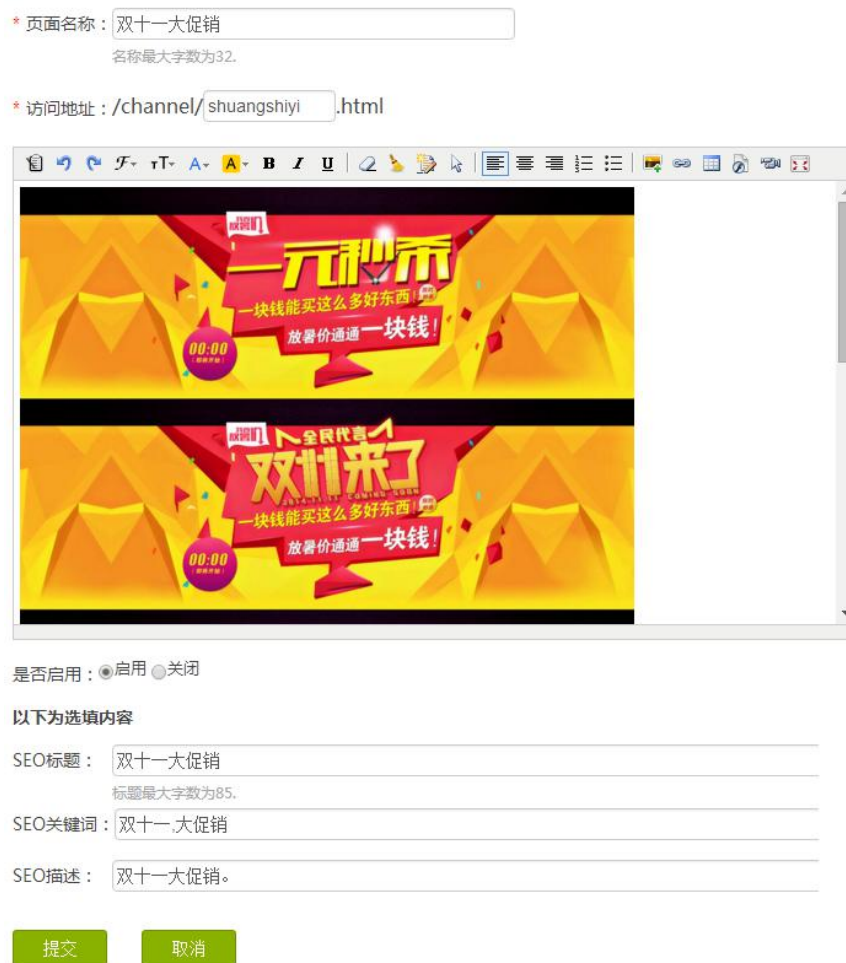 * 页面名称：双十一大促销
名称最大字数为32.
* 访问地址：/channel/shuangshiyi.html
放暑价
一元秒杀
一块钱能买这么多好东西！
放暑价通通一块钱！
00:00
放暑价
全民代言
双11来了
一块钱能买这么多好东西！
放暑价通通一块钱！
00:00
是否启用：启用 关闭
以下为选填内容
SEO标题：双十一大促销
标题最大字数为85.
SEO关键词：双十一,大促销
SEO描述：双十一大促销。
提交 取消